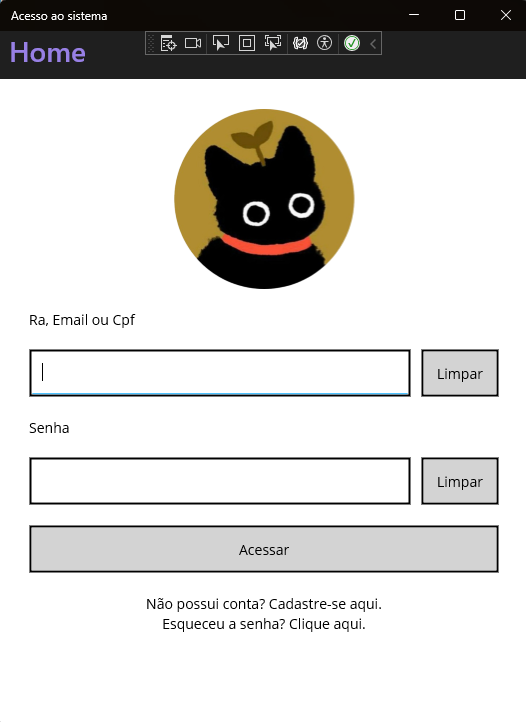 Acesso ao sistema
Home
Ra, Email ou Cpf
Limpar
Senha
Limpar
Acessar
Não possui conta? Cadastre-se aqui.
Esqueceu a senha? Clique aqui.